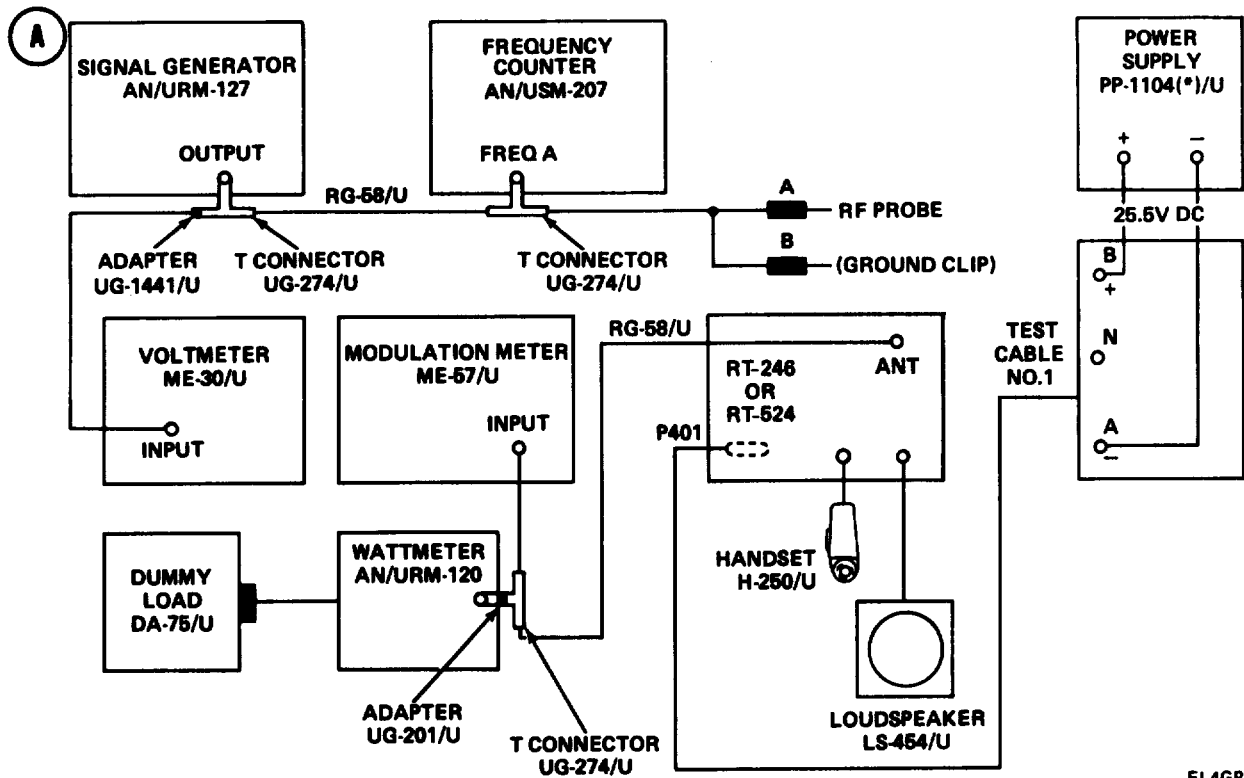 A
SIGNAL GENERATOR
AN/URM-127
OUTPUT
FREQUENCY
COUNTER
AN/USM-207
FREQ A
POWER
SUPPLY
PP-1104(*)/U
+ −
25.5V DC
RG-58/U
A
RF PROBE
B
(GROUND CLIP)
ADAPTER
UG-1441/U
T CONNECTOR
UG-274/U
T CONNECTOR
UG-274/U
B
+
N
A
−
TEST
CABLE
NO.1
VOLTMETER
ME-30/U
INPUT
MODULATION METER
ME-57/U
INPUT
RG-58/U
RT-246
OR
RT-524
ANT
P401
HANDSET
H-250/U
LOUDSPEAKER
LS-454/U
DUMMY
LOAD
DA-75/U
WATTMETER
AN/URM-120
ADAPTER
UG-201/U
T CONNECTOR
UG-274/U